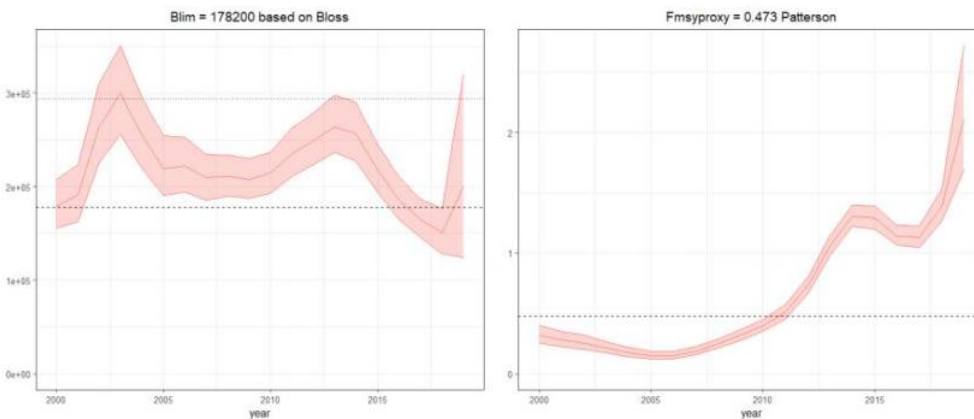 Blim = 178200 based on Bloss
3e+05
2e+05
1e+05
0e+00
2000 2005 2010 2015
year
Fmsyproxy = 0.473 Patterson
2
1
0
2000 2005 2010 2015
year